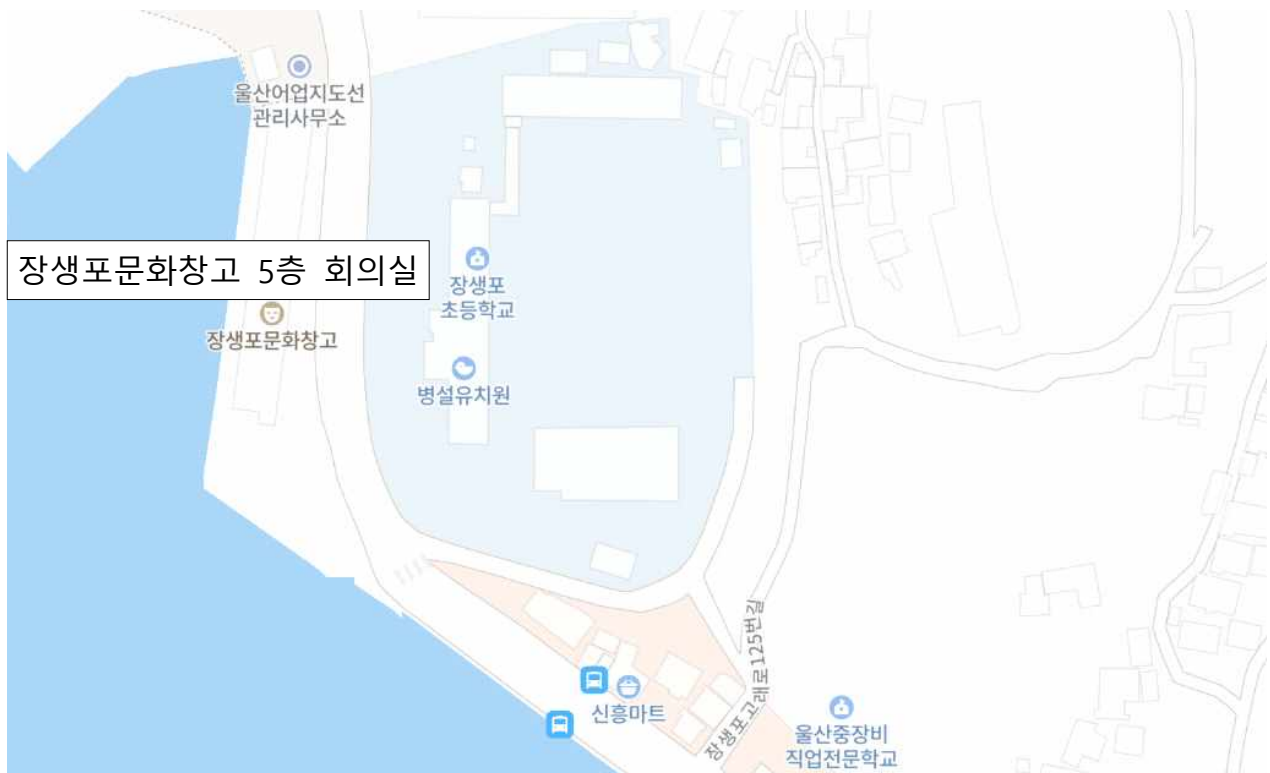 울산어업지도선
관리사무소
장생포문화창고 5층 회의실
장생포문화창고
장생포
초등학교
병설유치원
장생포고래로125번길
신흥마트
울산중장비
직업전문학교